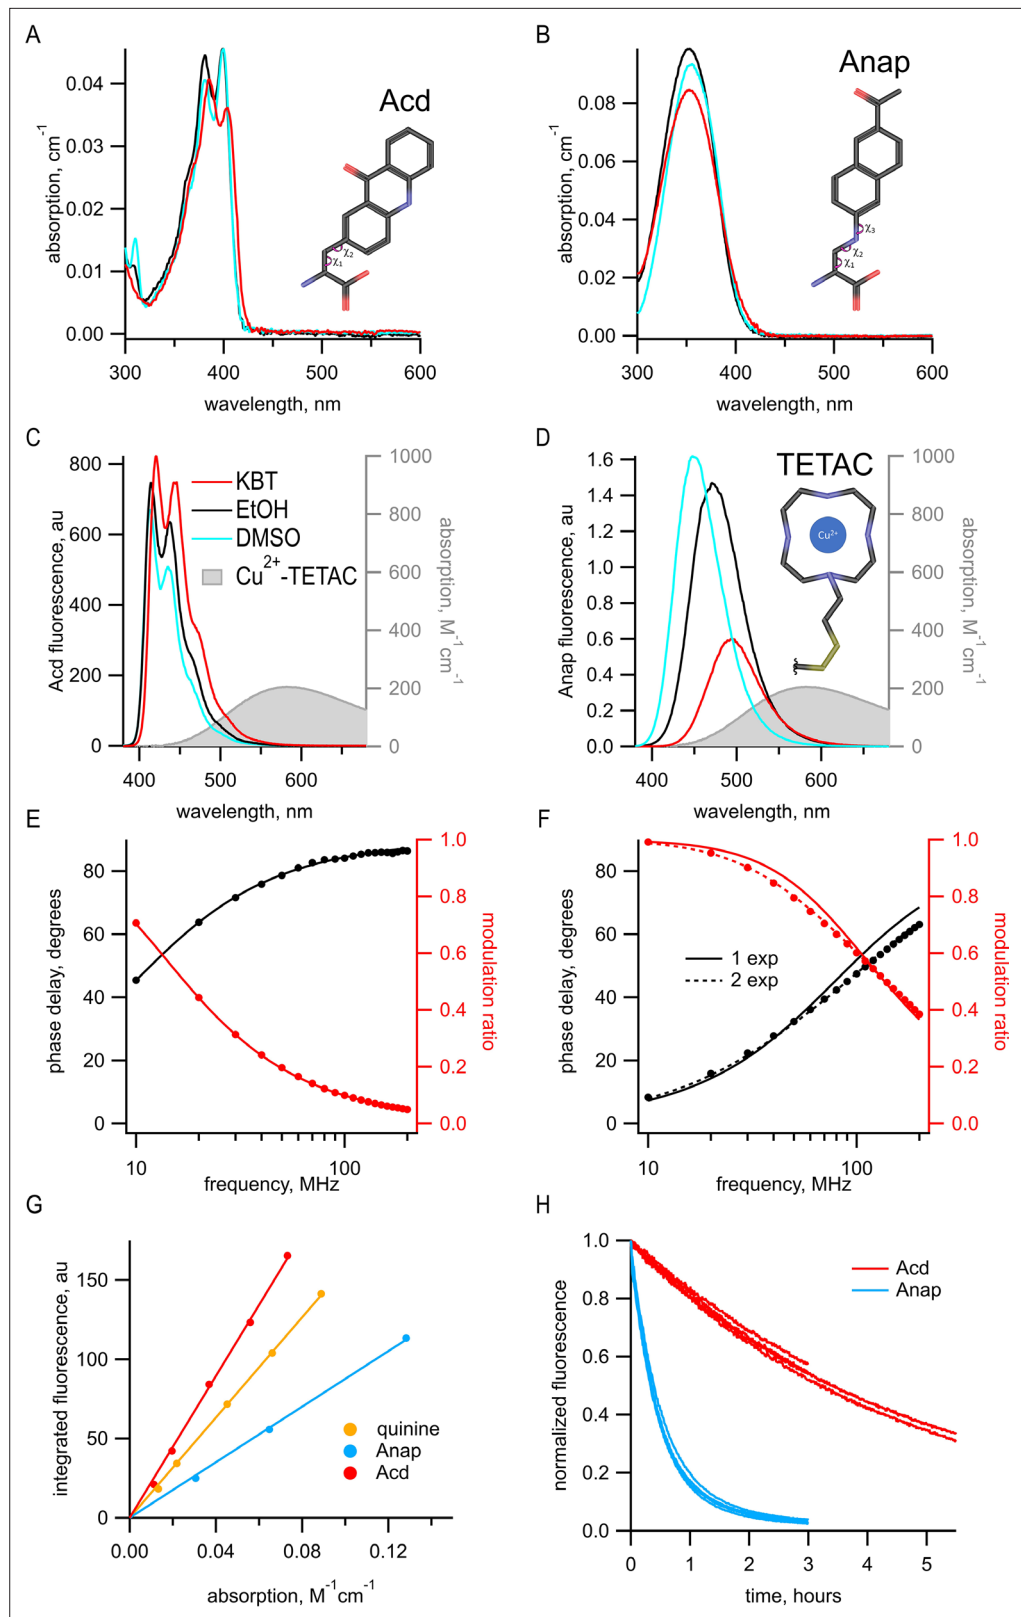 A
absorption, cm⁻¹
0.04
0.03
0.02
0.01
0.00
300
400
500
600
wavelength, nm
Acd
χ₂
χ₁
B
absorption, cm⁻¹
0.08
0.06
0.04
0.02
0.00
300
400
500
600
wavelength, nm
Anap
χ₃
χ₂
χ₁
C
Acd fluorescence, au
800
600
400
200
0
400
500
600
wavelength, nm
KBT
EtOH
DMSO
Cu²⁺-TETAC
1000
800
600
400
200
0
absorption, M⁻¹cm⁻¹
D
Anap fluorescence, au
1.6
1.4
1.2
1.0
0.8
0.6
0.4
0.2
0.0
400
500
600
wavelength, nm
TETAC
Cu²⁺
1000
800
600
400
200
0
absorption, M⁻¹cm⁻¹
E
phase delay, degrees
80
60
40
20
0
10
100
frequency, MHz
1.0
0.8
0.6
0.4
0.2
0.0
modulation ratio
F
phase delay, degrees
80
60
40
20
0
10
100
frequency, MHz
1 exp
2 exp
1.0
0.8
0.6
0.4
0.2
0.0
modulation ratio
G
integrated fluorescence, au
150
100
50
0
0.00
0.04
0.08
0.12
absorption, M⁻¹cm⁻¹
quinine
Anap
Acd
H
normalized fluorescence
1.0
0.8
0.6
0.4
0.2
0.0
0
1
2
3
4
5
time, hours
Acd
Anap